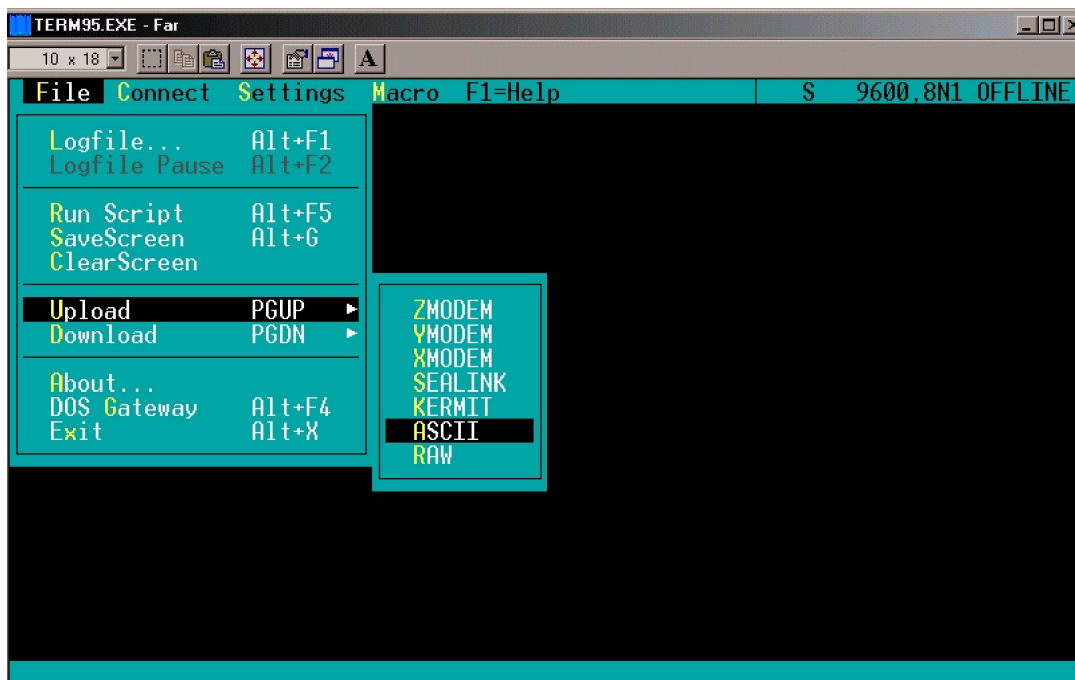 TERM95.EXE - Far
10 x 18 A
File Connect Settings Macro F1=Help S 9600,8N1 OFFLINE
Logfile... Alt+F1
Logfile Pause Alt+F2
Run Script Alt+F5
SaveScreen Alt+G
ClearScreen
Upload PGUP
Download PGDN
About...
DOS Gateway Alt+F4
Exit Alt+X
ZMODEM
YMODEM
XMODEM
SEALINK
KERMIT
ASCII
RAW